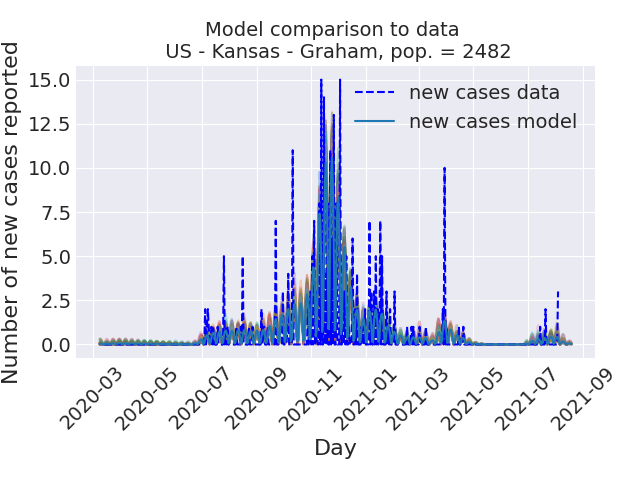 Model comparison to data
US - Kansas - Graham, pop. = 2482
Number of new cases reported
15.0
12.5
10.0
7.5
5.0
2.5
0.0
new cases data
new cases model
2020-03
2020-05
2020-07
2020-09
2020-11
2021-01
2021-03
2021-05
2021-07
2021-09
Day